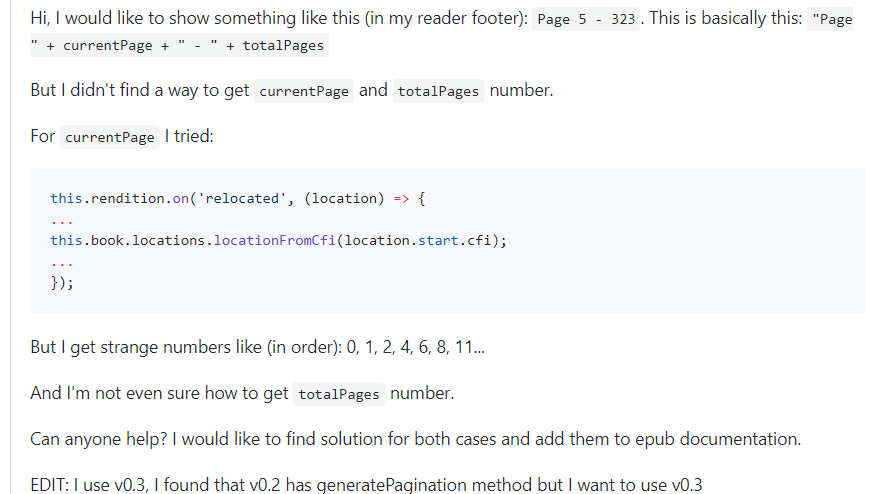 Hi, I would like to show something like this (in my reader footer): Page 5 - 323. This is basically this: "Page
" + currentPage + " - " + totalPages
But I didn't find a way to get currentPage and totalPages number.
For currentPage I tried:
this.rendition.on('relocated', (location) => {
...
this.book.locations.locationFromCfi(location.start.cfi);
...
});
But I get strange numbers like (in order): 0, 1, 2, 4, 6, 8, 11...
And I'm not even sure how to get totalPages number.
Can anyone help? I would like to find solution for both cases and add them to epub documentation.
EDIT: I use v0.3, I found that v0.2 has generatePagination method but I want to use v0.3